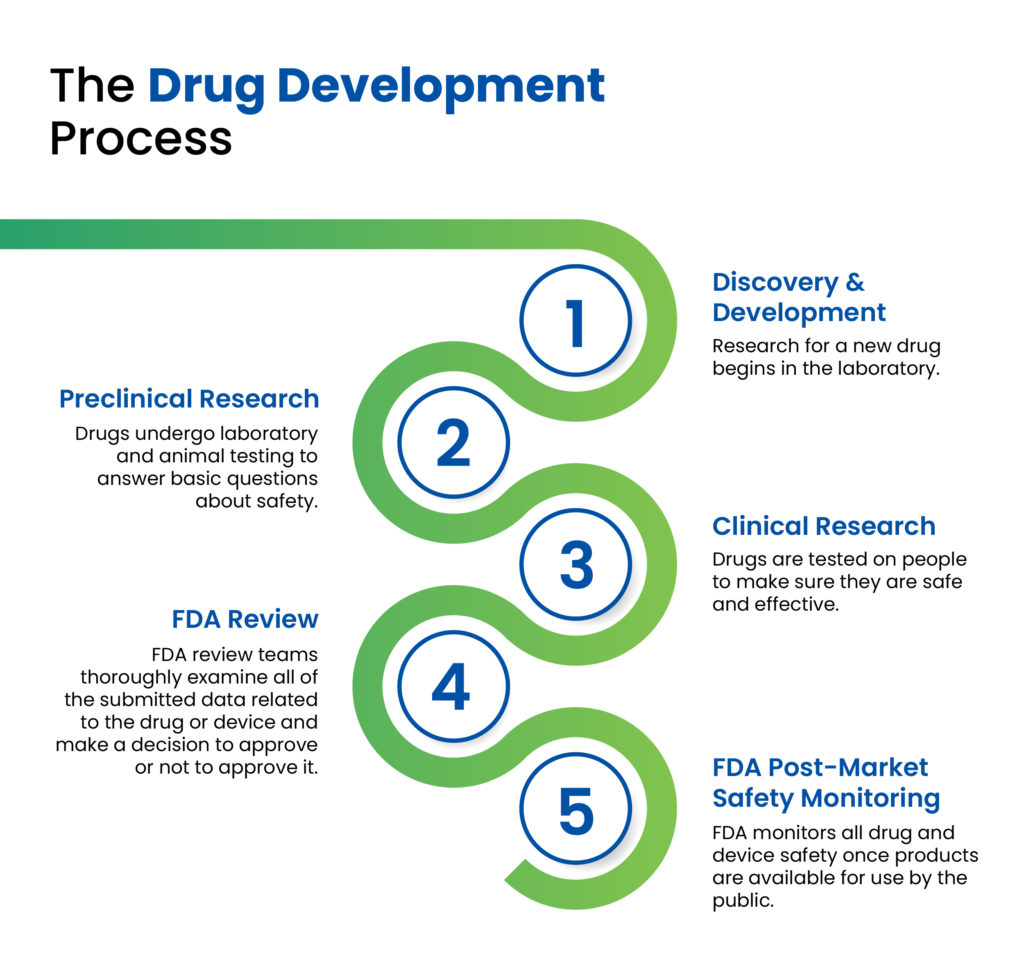 The Drug Development
Process
1
Discovery &
Development
Research for a new drug
begins in the laboratory.
Preclinical Research
Drugs undergo laboratory
and animal testing to
answer basic questions
about safety.
2
3
Clinical Research
Drugs are tested on people
to make sure they are safe
and effective.
FDA Review
FDA review teams
thoroughly examine all of
the submitted data related
to the drug or device and
make a decision to approve
or not to approve it.
4
5
FDA Post-Market
Safety Monitoring
FDA monitors all drug and
device safety once products
are available for use by the
public.